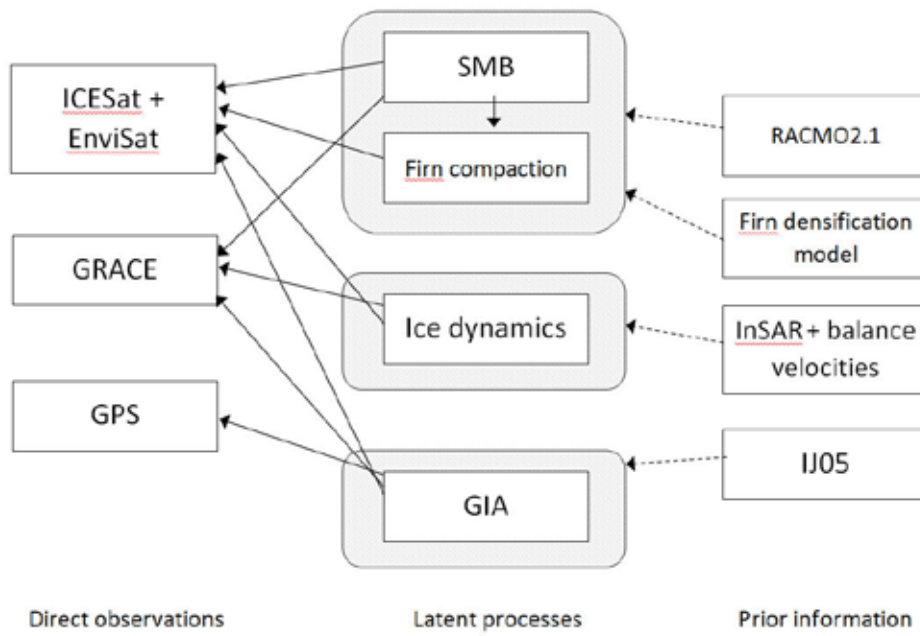 ICESat +
EnviSat
GRACE
GPS
SMB
Firn compaction
Ice dynamics
GIA
RACMO2.1
Firn densification
model
InSAR + balance
velocities
IJ05
Direct observations
Latent processes
Prior information